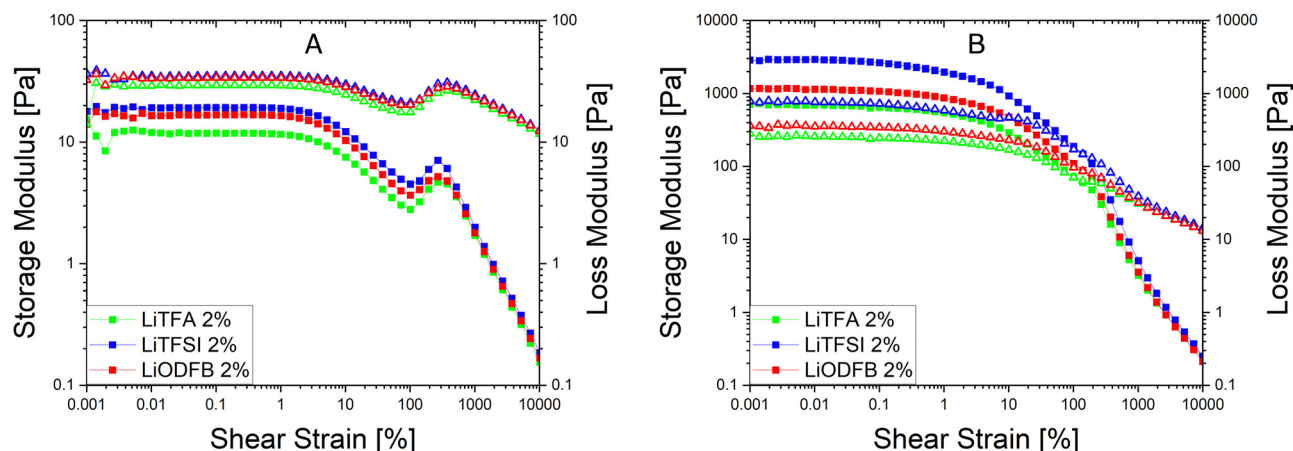 A
Storage Modulus [Pa]
100
10
1
0.1
LiTFA 2%
LiTFSI 2%
LiODFB 2%
0.001 0.01 0.1 1 10 100 1000 10000
Shear Strain [%]
100
10
1
0.1
Loss Modulus [Pa]
B
Storage Modulus [Pa]
10000
1000
100
10
1
0.1
LiTFA 2%
LiTFSI 2%
LiODFB 2%
0.001 0.01 0.1 1 10 100 1000 10000
Shear Strain [%]
10000
1000
100
10
1
0.1
Loss Modulus [Pa]